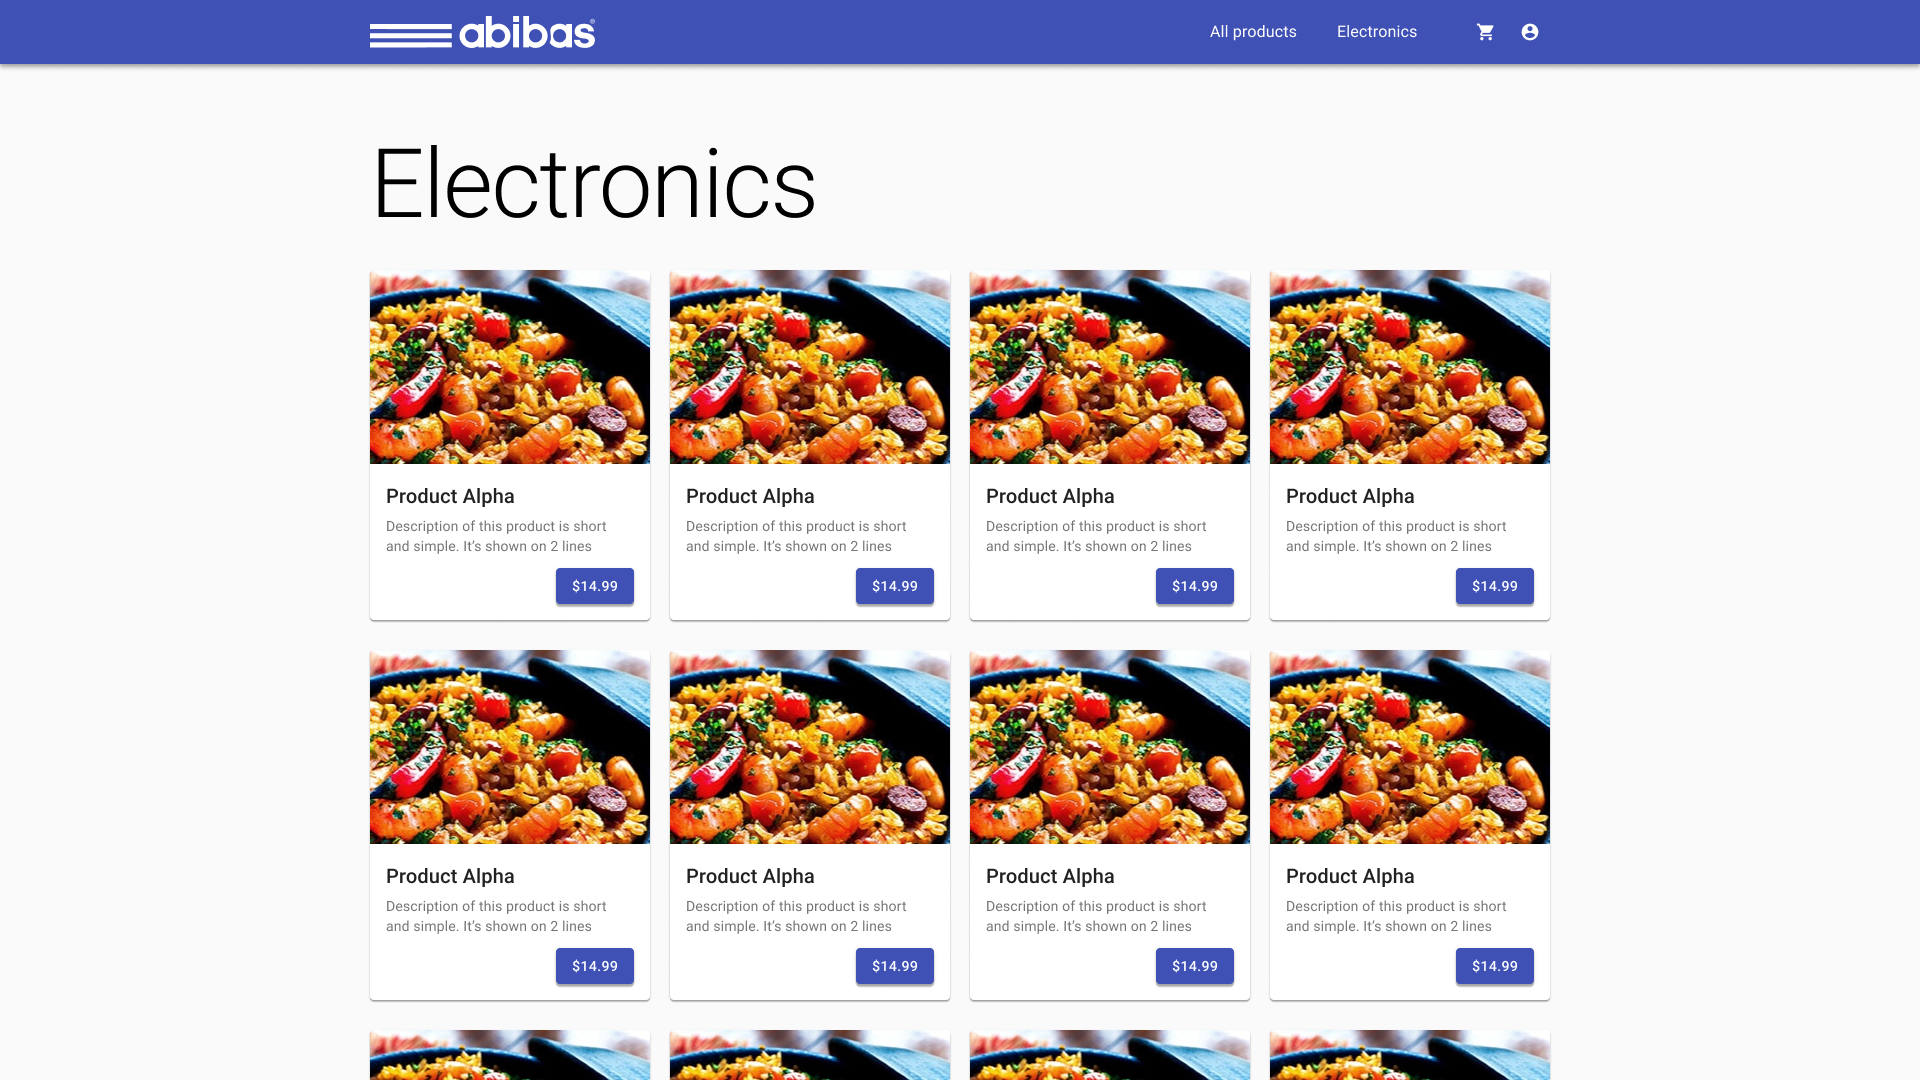 abibas®
All products
Electronics
Electronics
Product Alpha
Description of this product is short
and simple. It’s shown on 2 lines
$14.99
Product Alpha
Description of this product is short
and simple. It’s shown on 2 lines
$14.99
Product Alpha
Description of this product is short
and simple. It’s shown on 2 lines
$14.99
Product Alpha
Description of this product is short
and simple. It’s shown on 2 lines
$14.99
Product Alpha
Description of this product is short
and simple. It’s shown on 2 lines
$14.99
Product Alpha
Description of this product is short
and simple. It’s shown on 2 lines
$14.99
Product Alpha
Description of this product is short
and simple. It’s shown on 2 lines
$14.99
Product Alpha
Description of this product is short
and simple. It’s shown on 2 lines
$14.99